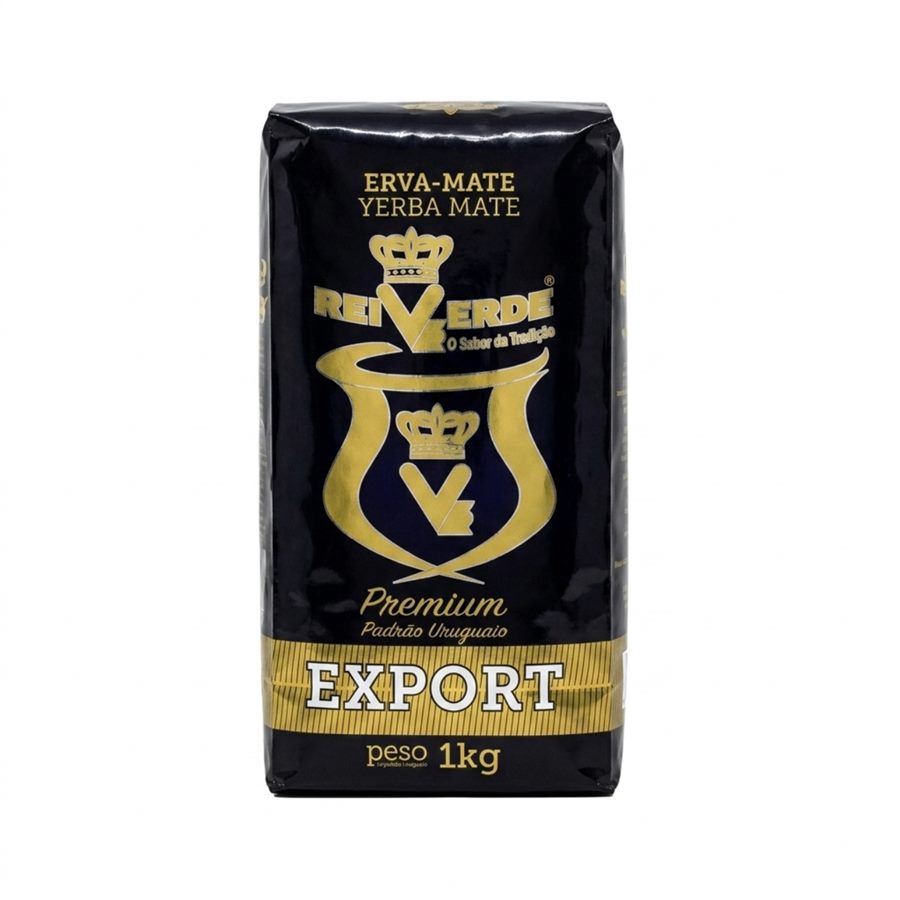 ERVA-MATE
YERBA MATE
REI VERDE®
O Sabor da Tradição
V
Premium
Padrão Uruguaio
EXPORT
peso 1kg